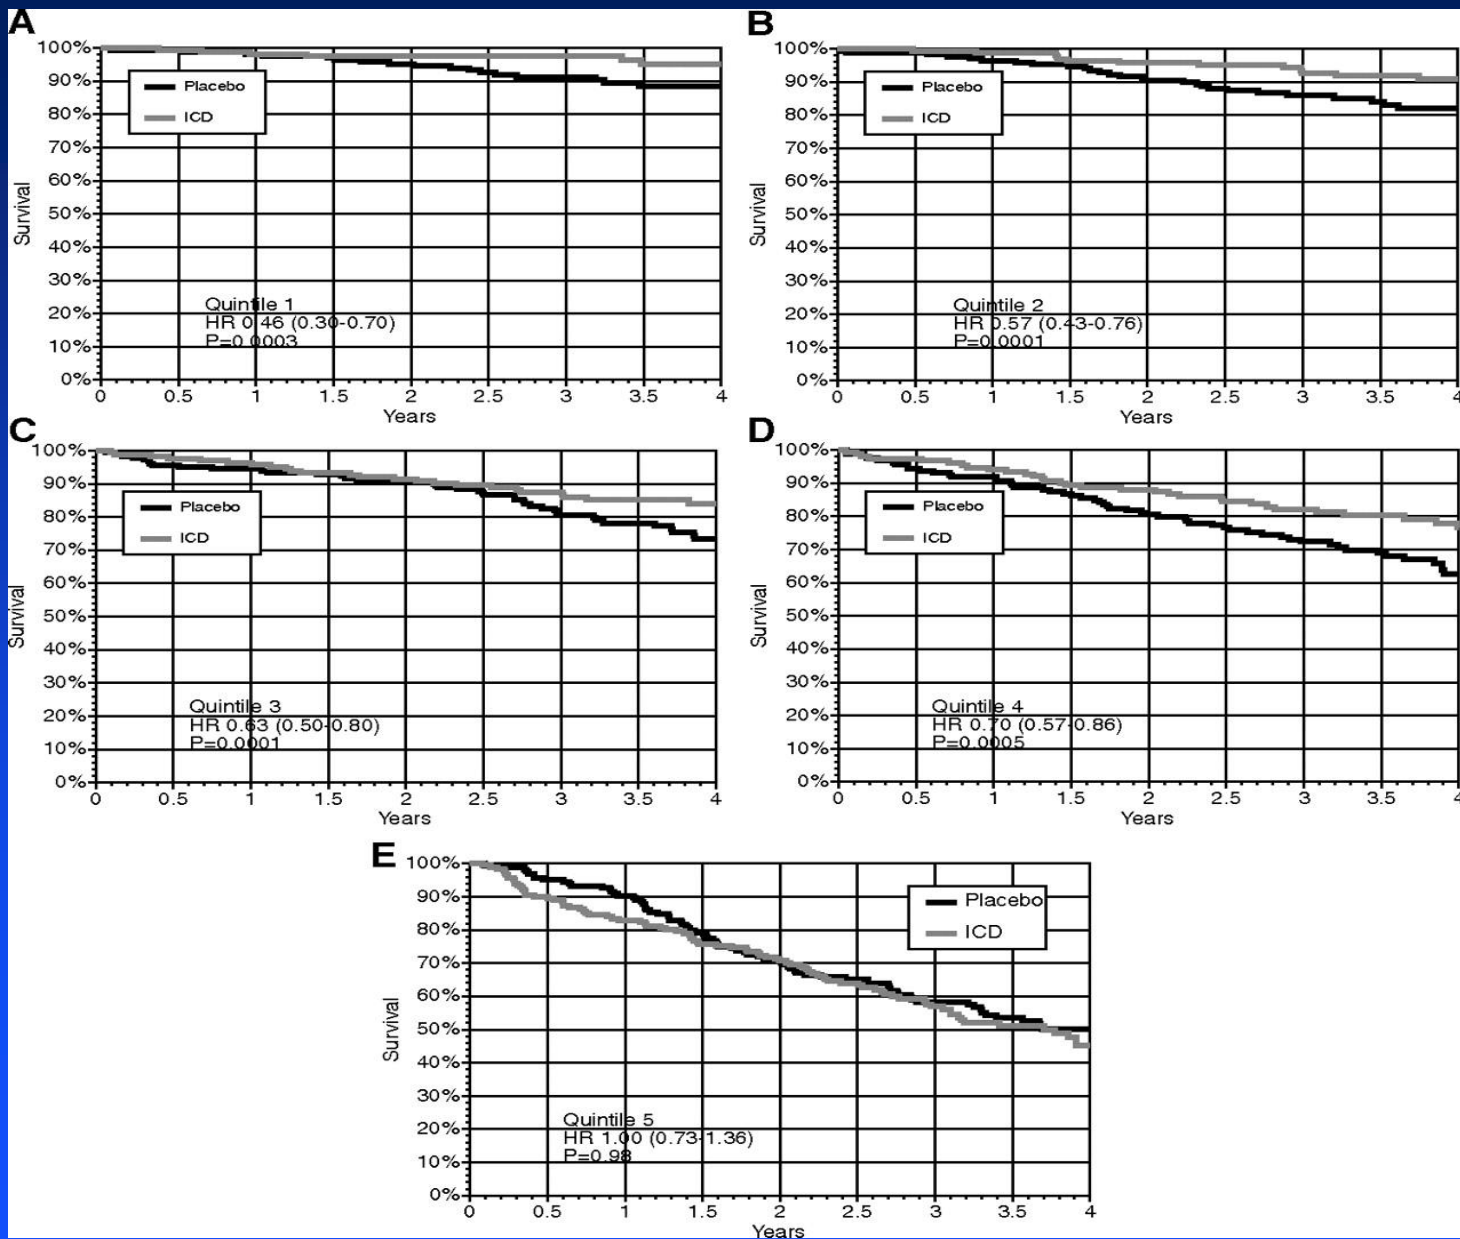 A
100%
90%
80%
70%
60%
50%
40%
30%
20%
10%
0%
Survival
Placebo
ICD
Quintile 1
HR 0.46 (0.30-0.70)
P=0.0003
0 0.5 1 1.5 2 2.5 3 3.5 4
Years
B
100%
90%
80%
70%
60%
50%
40%
30%
20%
10%
0%
Survival
Placebo
ICD
Quintile 2
HR 0.57 (0.43-0.76)
P=0.0001
0 0.5 1 1.5 2 2.5 3 3.5 4
Years
C
100%
90%
80%
70%
60%
50%
40%
30%
20%
10%
0%
Survival
Placebo
ICD
Quintile 3
HR 0.63 (0.50-0.80)
P=0.0001
0 0.5 1 1.5 2 2.5 3 3.5 4
Years
D
100%
90%
80%
70%
60%
50%
40%
30%
20%
10%
0%
Survival
Placebo
ICD
Quintile 4
HR 0.70 (0.57-0.86)
P=0.0005
0 0.5 1 1.5 2 2.5 3 3.5 4
Years
E
100%
90%
80%
70%
60%
50%
40%
30%
20%
10%
0%
Survival
Placebo
ICD
Quintile 5
HR 1.00 (0.73-1.36)
P=0.98
0 0.5 1 1.5 2 2.5 3 3.5 4
Years